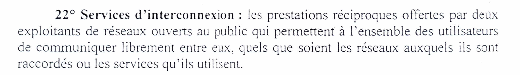 22° Services d'interconnexion : les prestations réciproques offertes par deux
exploitants de réseaux ouverts au public qui permettent à l'ensemble des utilisateurs
de communiquer librement entre eux, quels que soient les réseaux auxquels ils sont
raccordés ou les services qu'ils utilisent.